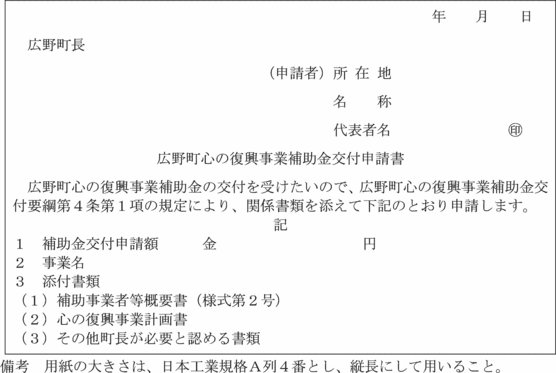 年　　月　　日
広野町長
（申請者）所 在 地
名　　称
代表者名　　　　　　　　㊞
広野町心の復興事業補助金交付申請書
広野町心の復興事業補助金の交付を受けたいので、広野町心の復興事業補助金交
付要綱第４条第１項の規定により、関係書類を添えて下記のとおり申請します。
記
１　補助金交付申請額　　　金　　　　　　　　　　円
２　事業名
３　添付書類
（１）補助事業者等概要書（様式第２号）
（２）心の復興事業計画書
（３）その他町長が必要と認める書類
備考　用紙の大きさは、日本工業規格Ａ列４番とし、縦長にして用いること。